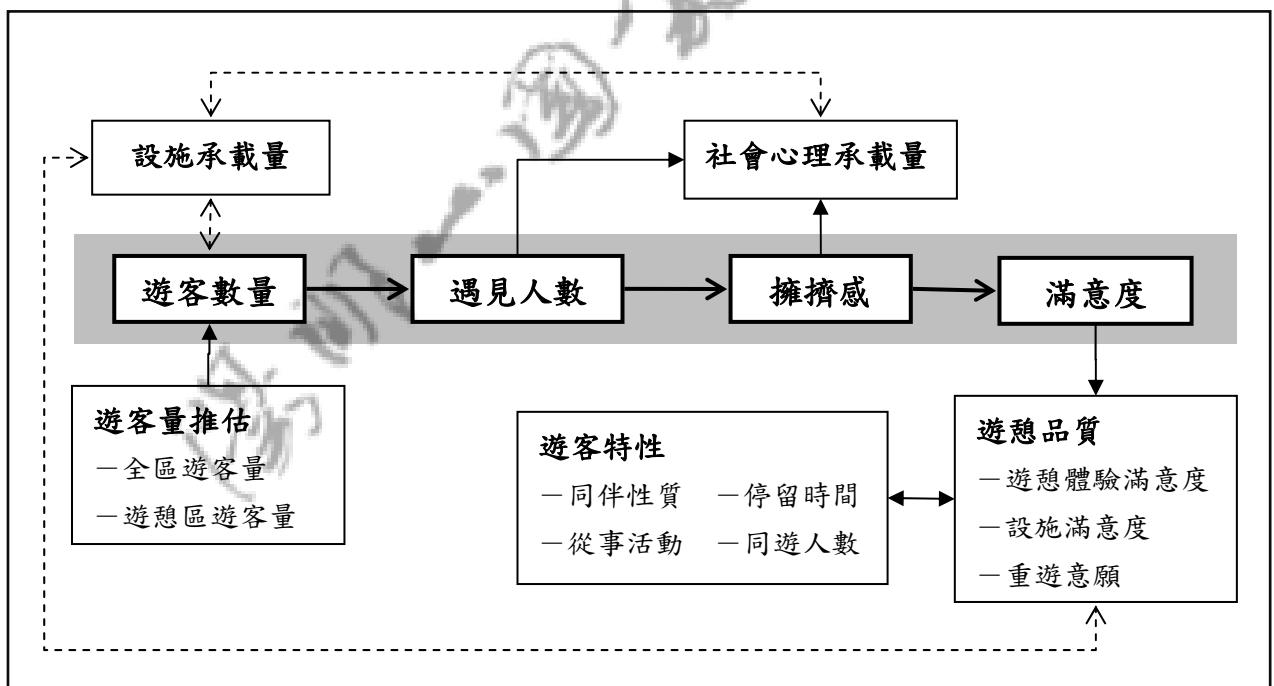 設施承載量
社會心理承載量
遊客數量
遇見人數
擁擠感
滿意度
遊客量推估
－全區遊客量
－遊憩區遊客量
遊客特性
－同伴性質 －停留時間
－從事活動 －同遊人數
遊憩品質
－遊憩體驗滿意度
－設施滿意度
－重遊意願